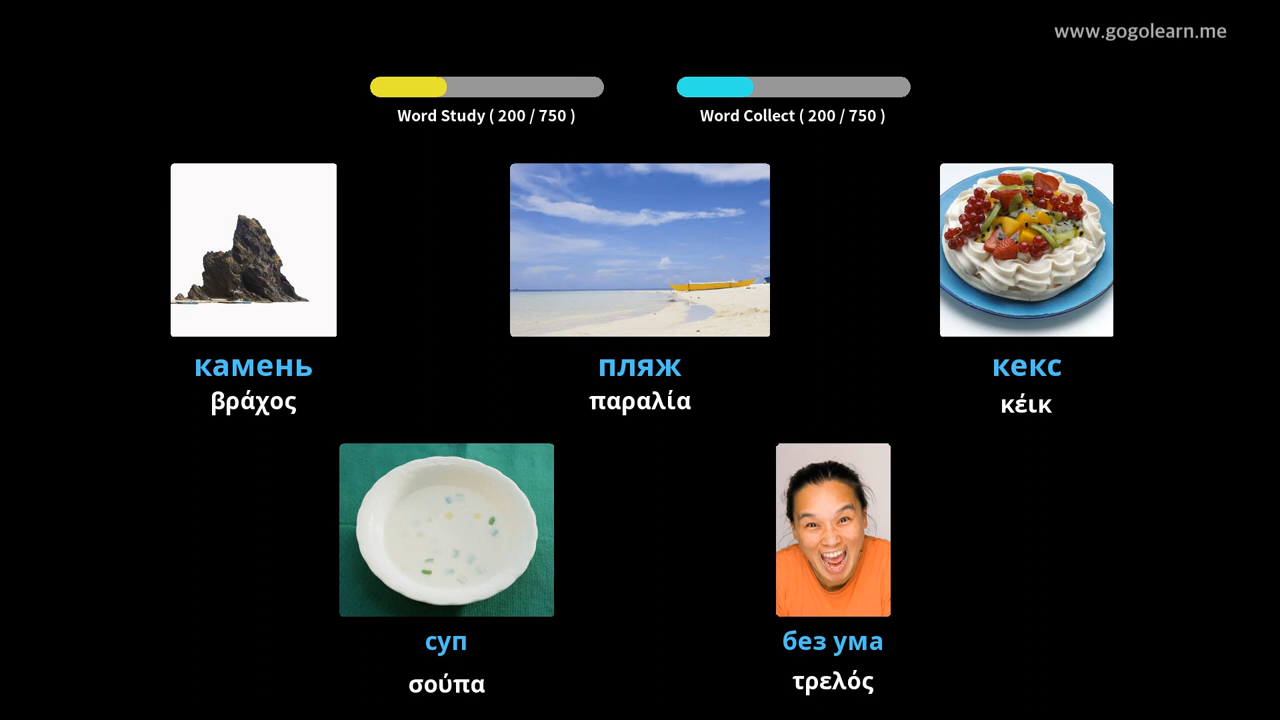 www.gogolearn.me
Word Study ( 200 / 750 )
Word Collect ( 200 / 750 )
камень
βράχος
пляж
παραλία
кекс
κέικ
суп
σούπα
без ума
τρελός